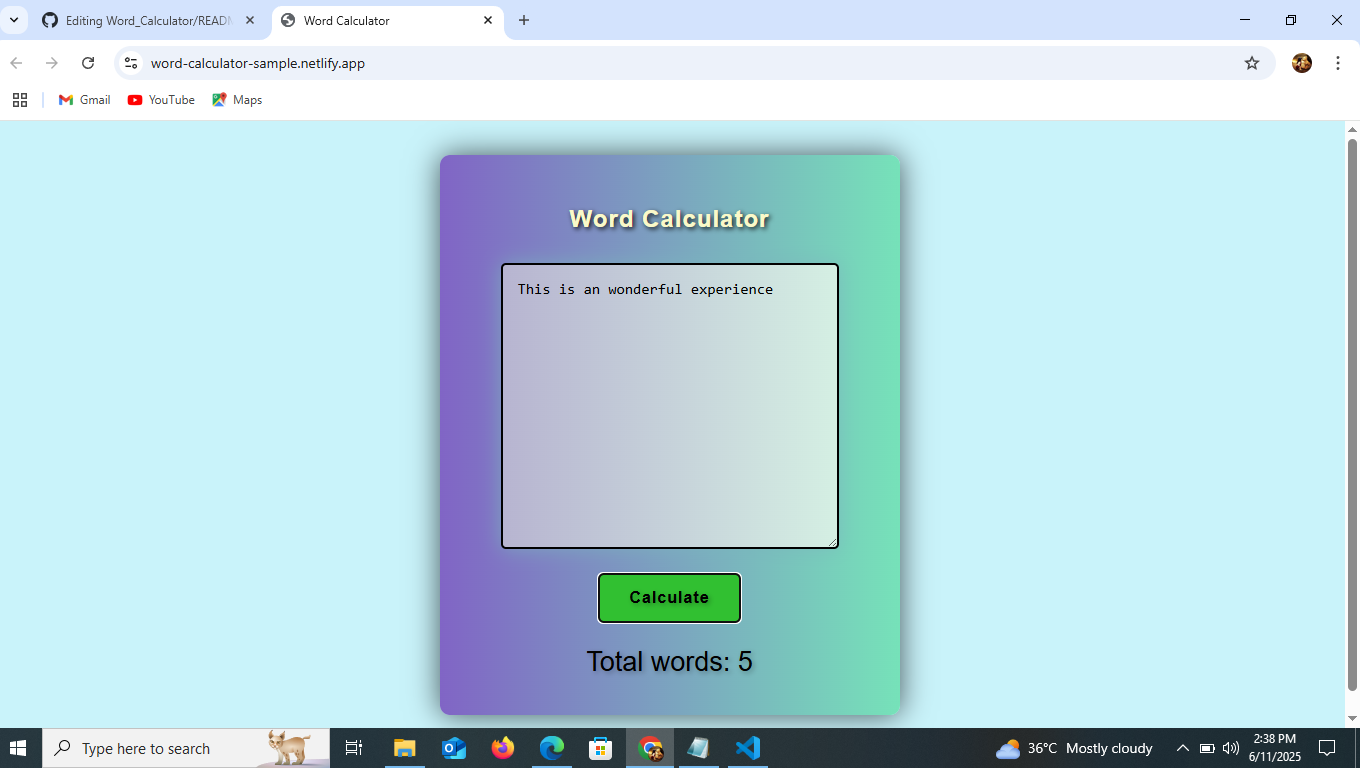 Editing Word_Calculator/READM
Word Calculator
word-calculator-sample.netlify.app
Gmail
YouTube
Maps
Word Calculator
This is an wonderful experience
Calculate
Total words: 5
Type here to search
36°C Mostly cloudy
2:38 PM
6/11/2025